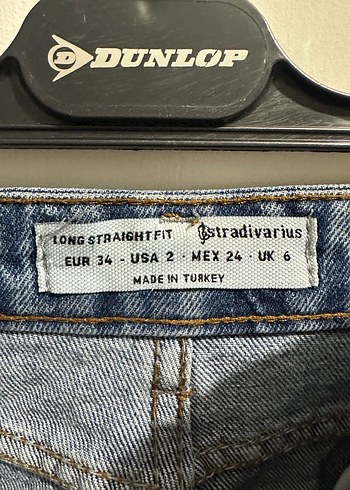 DUNLOP
LONG STRAIGHT FIT stradivarius
EUR 34 - USA 2 - MEX 24 - UK 6
MADE IN TURKEY